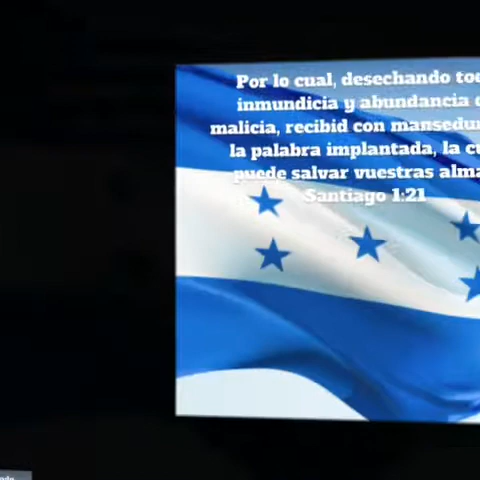 Por lo cual, desechando
inmundicia y abundancia
malicia, recibid con
la palabra implantada, la
puede salvar vuestras
Santiago 1:21